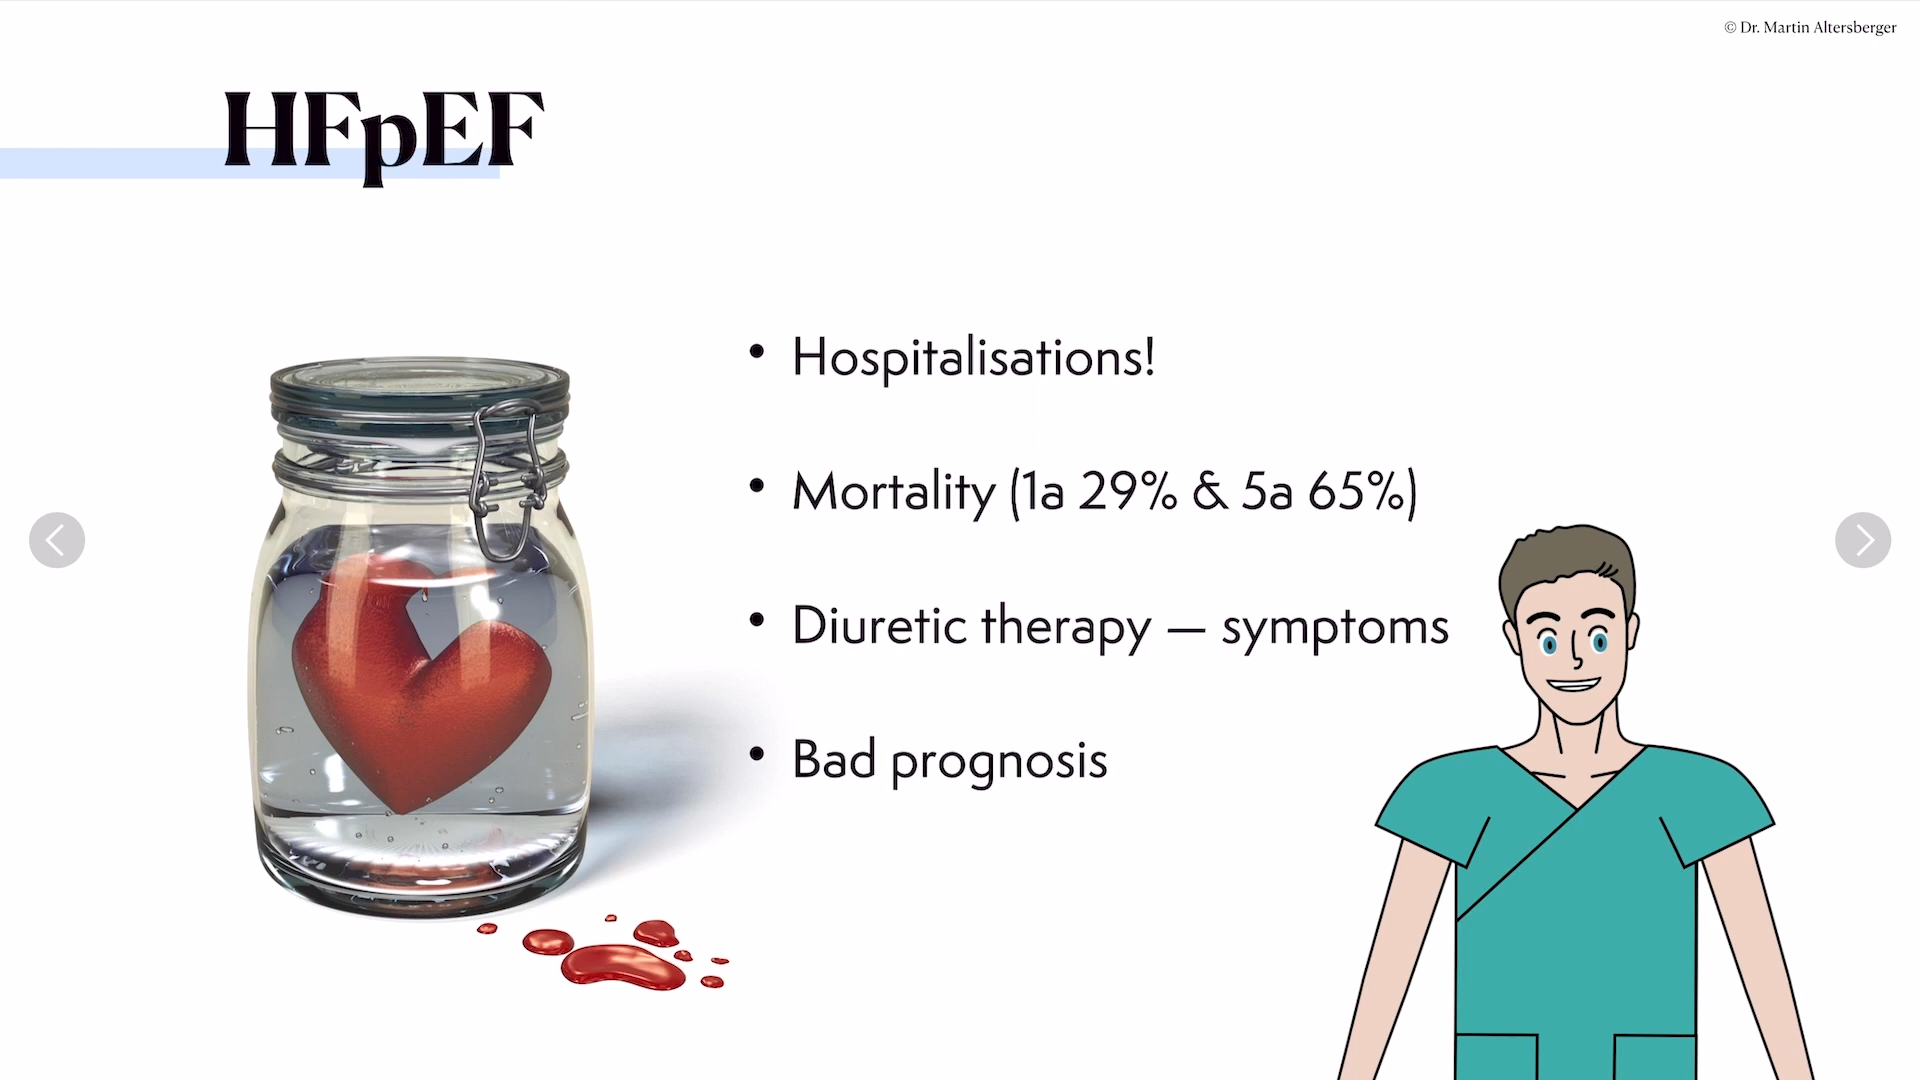 © Dr. Martin Altersberger
HFpEF
• Hospitalisations!
• Mortality (1a 29% & 5a 65%)
• Diuretic therapy — symptoms
• Bad prognosis